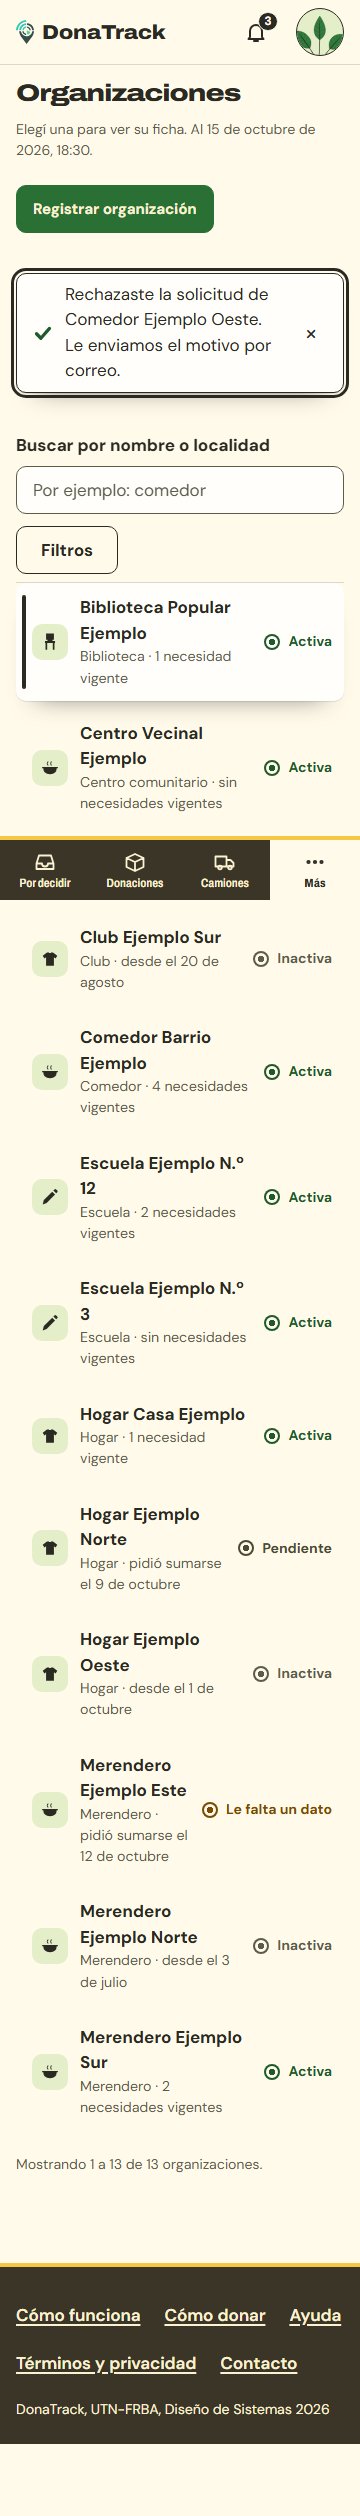 DonaTrack
3
Organizaciones
Elegí una para ver su ficha. Al 15 de octubre de
2026, 18:30.
Registrar organización
Rechazaste la solicitud de
Comedor Ejemplo Oeste.
Le enviamos el motivo por
correo.
Buscar por nombre o localidad
Por ejemplo: comedor
Filtros
Biblioteca Popular
Ejemplo
Biblioteca · 1 necesidad
vigente
Activa
Centro Vecinal
Ejemplo
Centro comunitario · sin
necesidades vigentes
Activa
Por decidir
Donaciones
Camiones
Más
Club Ejemplo Sur
Club · desde el 20 de
agosto
Inactiva
Comedor Barrio
Ejemplo
Comedor · 4 necesidades
vigentes
Activa
Escuela Ejemplo N.º
12
Escuela · 2 necesidades
vigentes
Activa
Escuela Ejemplo N.º
3
Escuela · sin necesidades
vigentes
Activa
Hogar Casa Ejemplo
Hogar · 1 necesidad
vigente
Activa
Hogar Ejemplo
Norte
Hogar · pidió sumarse
el 9 de octubre
Pendiente
Hogar Ejemplo
Oeste
Hogar · desde el 1 de
octubre
Inactiva
Merendero
Ejemplo Este
Merendero ·
pidió sumarse el
12 de octubre
Le falta un dato
Merendero
Ejemplo Norte
Merendero · desde el 3
de julio
Inactiva
Merendero Ejemplo
Sur
Merendero · 2
necesidades vigentes
Activa
Mostrando 1 a 13 de 13 organizaciones.
Cómo funciona
Cómo donar
Ayuda
Términos y privacidad
Contacto
DonaTrack, UTN-FRBA, Diseño de Sistemas 2026